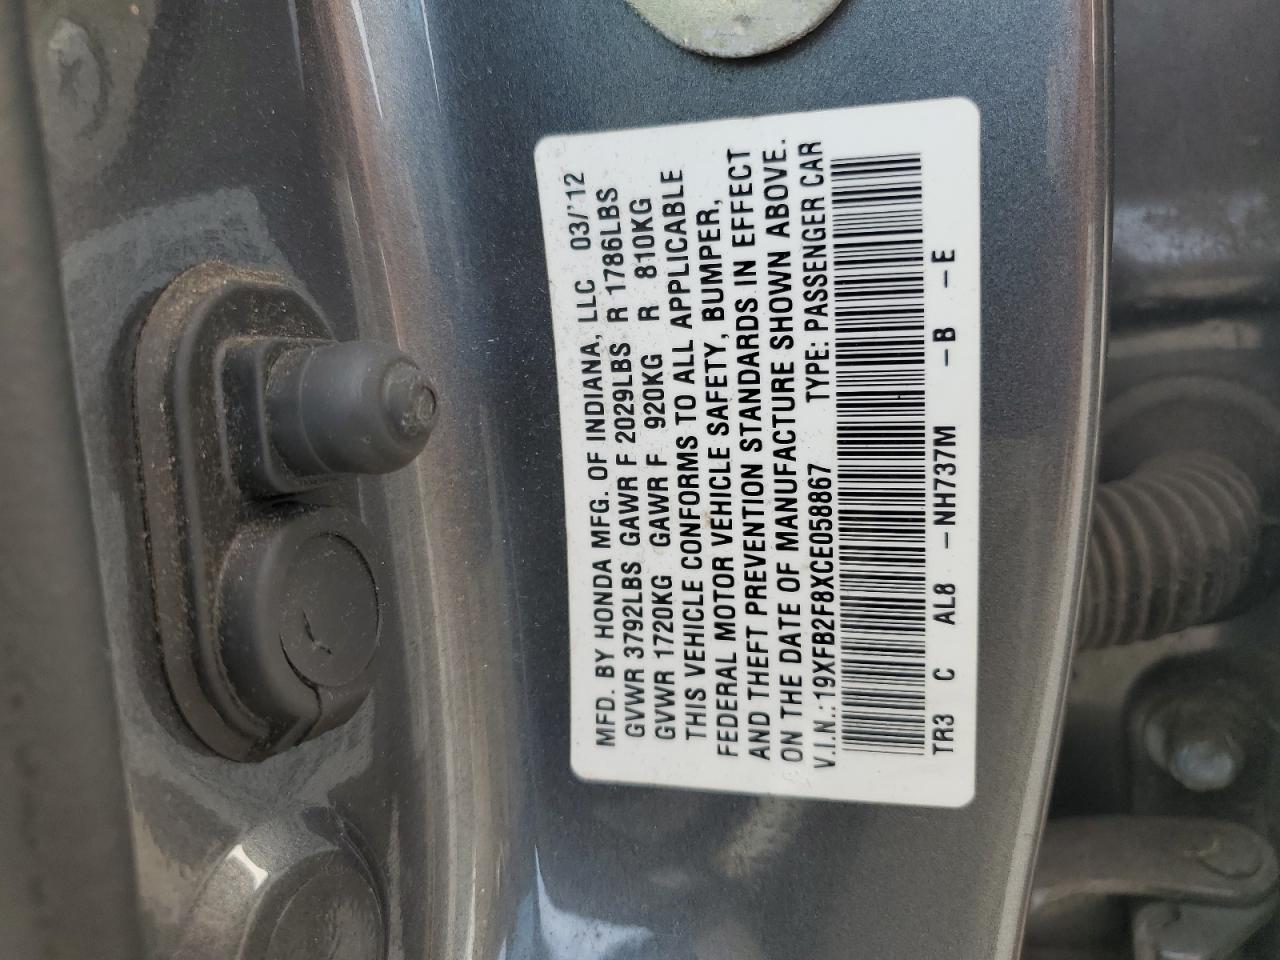 MFD. BY HONDA MFG. OF INDIANA, LLC 03/'12
GVWR 3792LBS GAWR F 2029LBS R 1786LBS
GVWR 1720KG GAWR F 920KG R 810KG
THIS VEHICLE CONFORMS TO ALL APPLICABLE
FEDERAL MOTOR VEHICLE SAFETY, BUMPER,
AND THEFT PREVENTION STANDARDS IN EFFECT
ON THE DATE OF MANUFACTURE SHOWN ABOVE.
V.I.N.:19XFB2F8XCE058867 TYPE: PASSENGER CAR
TR3 C AL8 -NH737M -B -E